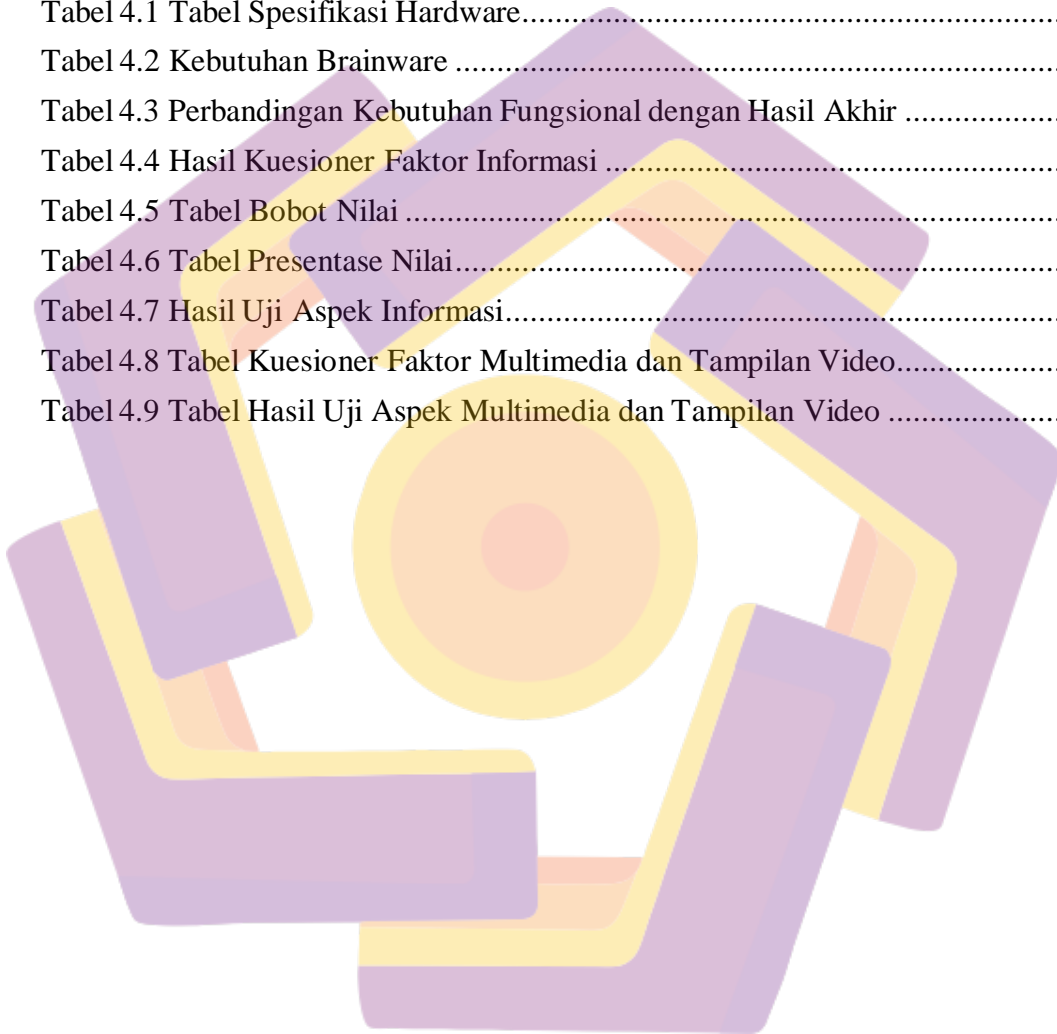 Tabel 4.1 Tabel Spesifikasi Hardware....................................................................
Tabel 4.2 Kebutuhan Brainware ............................................................................
Tabel 4.3 Perbandingan Kebutuhan Fungsional dengan Hasil Akhir ...................
Tabel 4.4 Hasil Kuesioner Faktor Informasi .........................................................
Tabel 4.5 Tabel Bobot Nilai ..................................................................................
Tabel 4.6 Tabel Presentase Nilai...........................................................................
Tabel 4.7 Hasil Uji Aspek Informasi.....................................................................
Tabel 4.8 Tabel Kuesioner Faktor Multimedia dan Tampilan Video....................
Tabel 4.9 Tabel Hasil Uji Aspek Multimedia dan Tampilan Video .....................